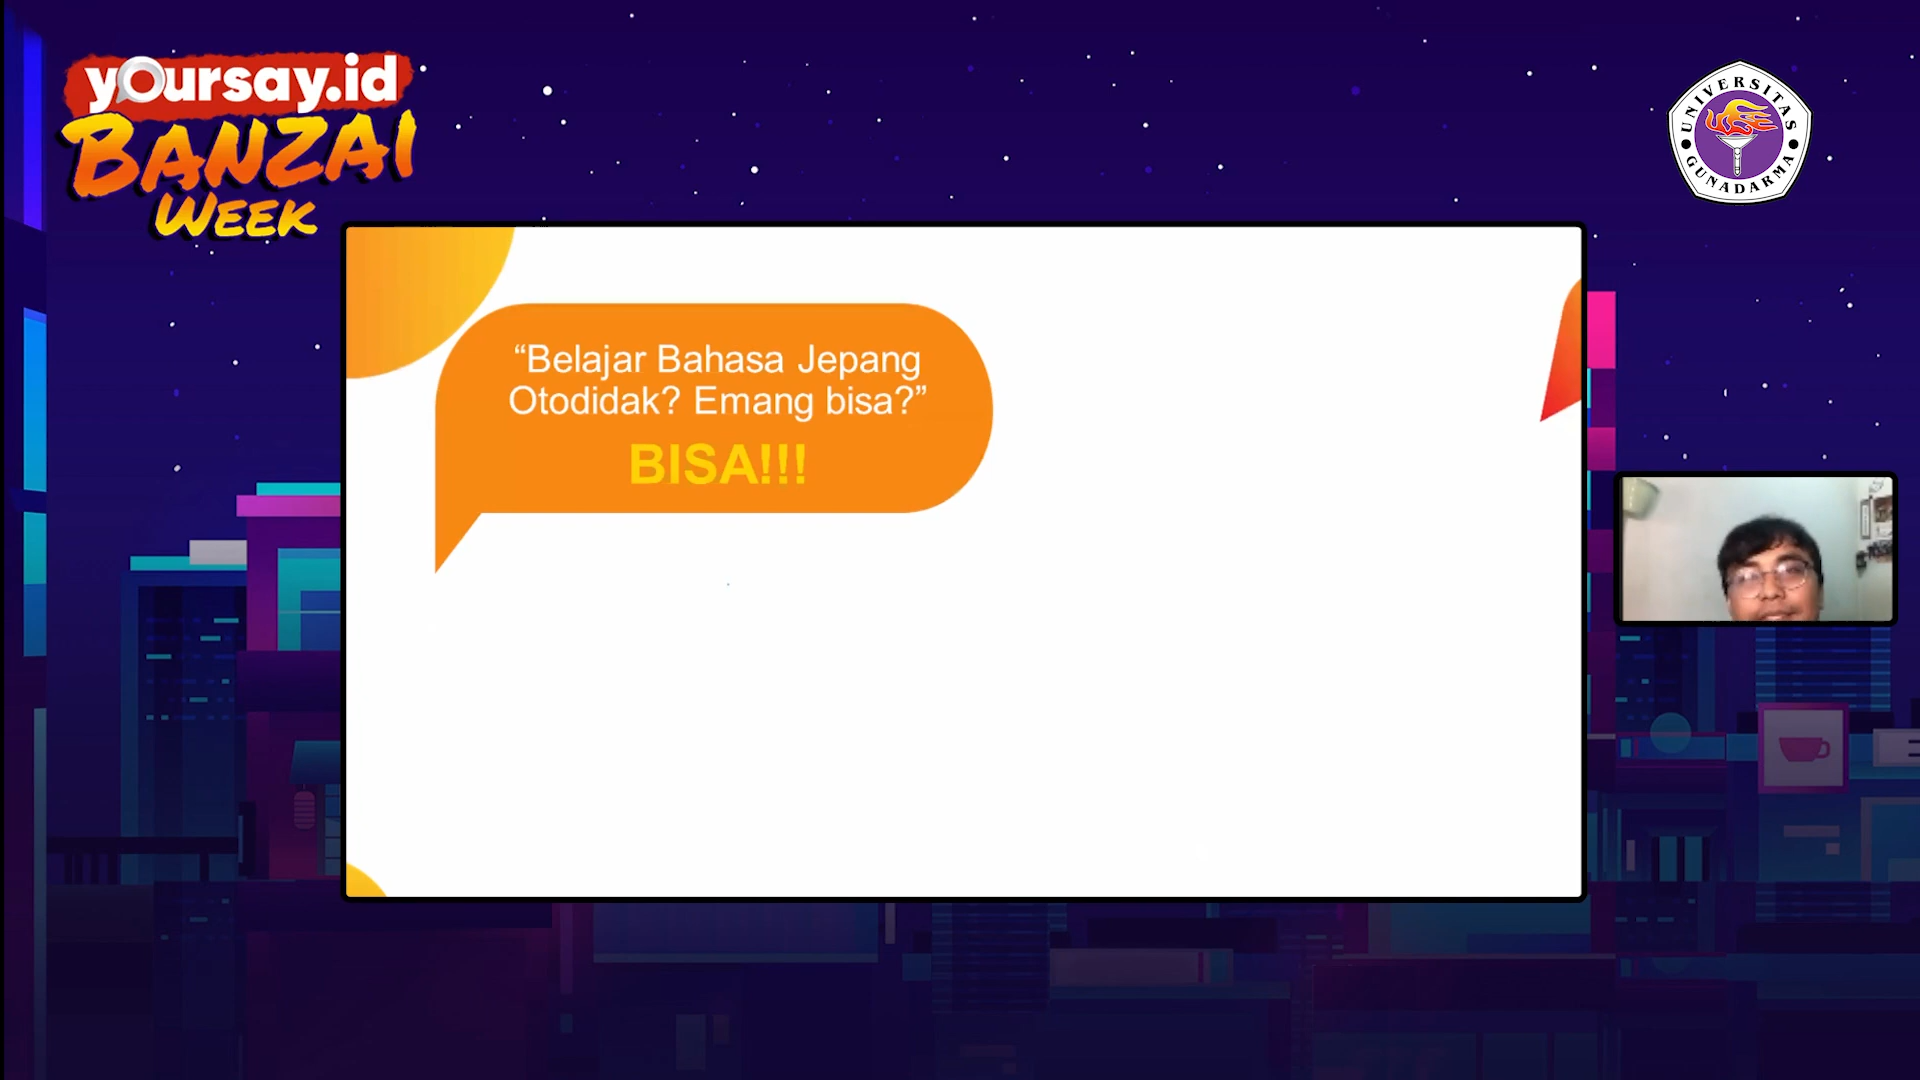 yoursay.id
BANZAI
WEEK
UNIVERSITAS
GUNADARMA
“Belajar Bahasa Jepang
Otodidak? Emang bisa?”
BISA!!!